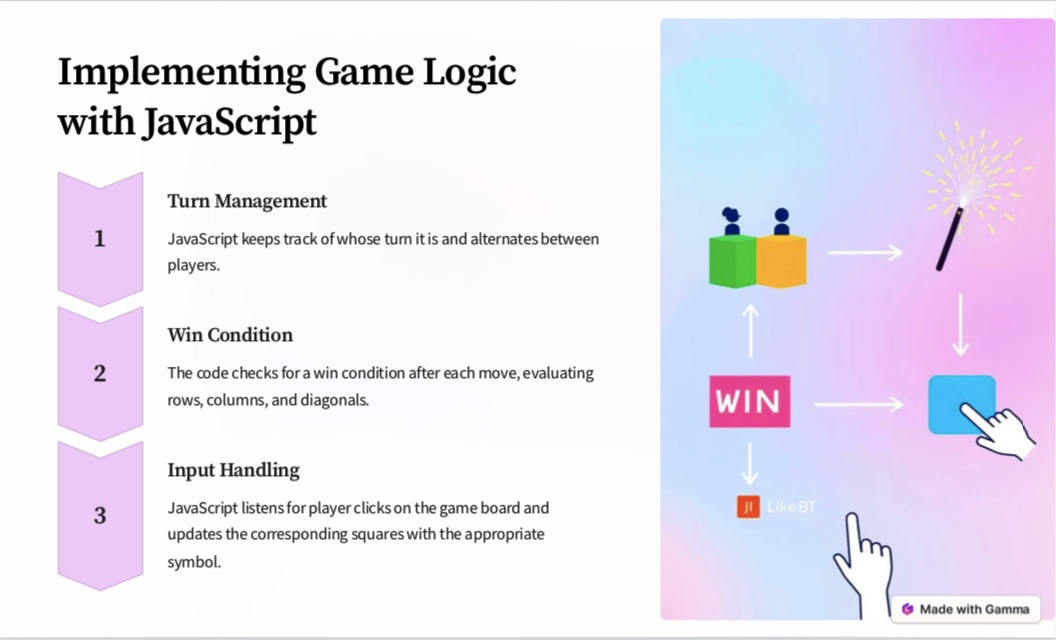 Implementing Game Logic
with JavaScript
1
Turn Management
JavaScript keeps track of whose turn it is and alternates between
players.
2
Win Condition
The code checks for a win condition after each move, evaluating
rows, columns, and diagonals.
3
Input Handling
JavaScript listens for player clicks on the game board and
updates the corresponding squares with the appropriate
symbol.
WIN
JI LikeBT
Made with Gamma